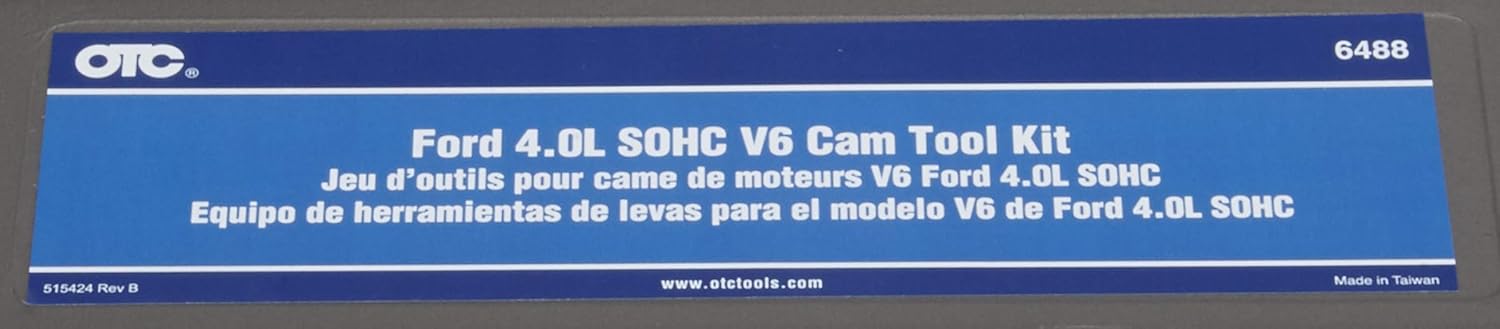 OTC® 6488
Ford 4.0L SOHC V6 Cam Tool Kit
Jeu d'outils pour came de moteurs V6 Ford 4.0L SOHC
Equipo de herramientas de levas para el modelo V6 de Ford 4.0L SOHC
515424 Rev B www.otctools.com Made in Taiwan